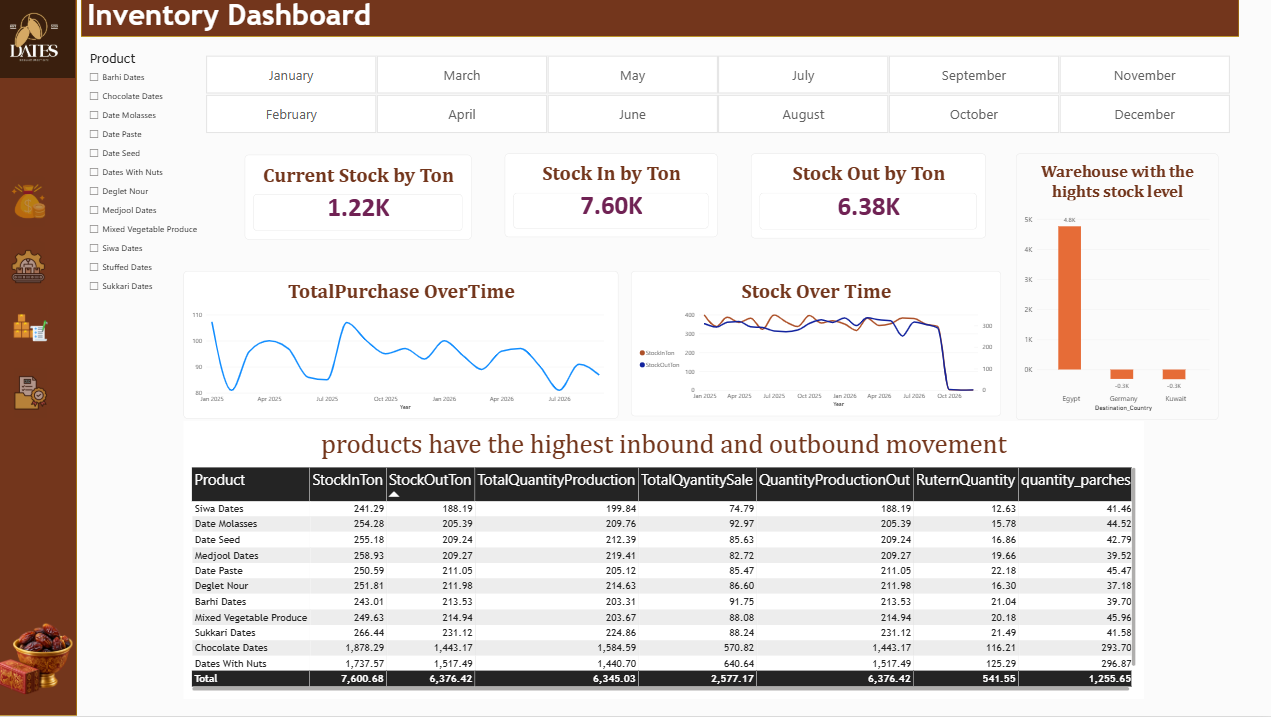 Inventory Dashboard
DATES
Product
Barhi Dates
Chocolate Dates
Date Molasses
Date Paste
Date Seed
Dates With Nuts
Deglet Nour
Medjool Dates
Mixed Vegetable Produce
Siwa Dates
Stuffed Dates
Sukkari Dates
January March May July September November
February April June August October December
Current Stock by Ton
1.22K
Stock In by Ton
7.60K
Stock Out by Ton
6.38K
Warehouse with the
hights stock level
5K
4K
3K
2K
1K
0K
4.8K
-0.3K -0.3K
Egypt Germany Kuwait
Destination_Country
TotalPurchase OverTime
110
100
90
80
Jan 2025 Apr 2025 Jul 2025 Oct 2025 Jan 2026 Apr 2026 Jul 2026
Year
Stock Over Time
StockInTon
StockOutTon
400
300
200
100
0
300
200
100
0
Jan 2025 Apr 2025 Jul 2025 Oct 2025 Jan 2026 Apr 2026 Jul 2026 Oct 2026
Year
products have the highest inbound and outbound movement
Product StockInTon StockOutTon TotalQuantityProduction TotalQyantitySale QuantityProductionOut RuternQuantity quantity_parches
Siwa Dates 241.29 188.19 199.84 74.79 188.19 12.63 41.46
Date Molasses 254.28 205.39 209.76 92.97 205.39 15.78 44.52
Date Seed 255.18 209.24 212.39 85.63 209.24 16.86 42.79
Medjool Dates 258.93 209.27 219.41 82.72 209.27 19.66 39.52
Date Paste 250.59 211.05 205.12 85.47 211.05 22.18 45.47
Deglet Nour 251.81 211.98 214.63 86.60 211.98 16.30 37.18
Barhi Dates 243.01 213.53 203.31 91.75 213.53 21.04 39.70
Mixed Vegetable Produce 249.63 214.94 203.67 88.08 214.94 20.18 45.96
Sukkari Dates 266.44 231.12 224.86 88.24 231.12 21.49 41.58
Chocolate Dates 1,878.29 1,443.17 1,584.59 570.82 1,443.17 116.21 293.70
Dates With Nuts 1,737.57 1,517.49 1,440.70 640.64 1,517.49 125.29 296.87
Total 7,600.68 6,376.42 6,345.03 2,577.17 6,376.42 541.55 1,255.65